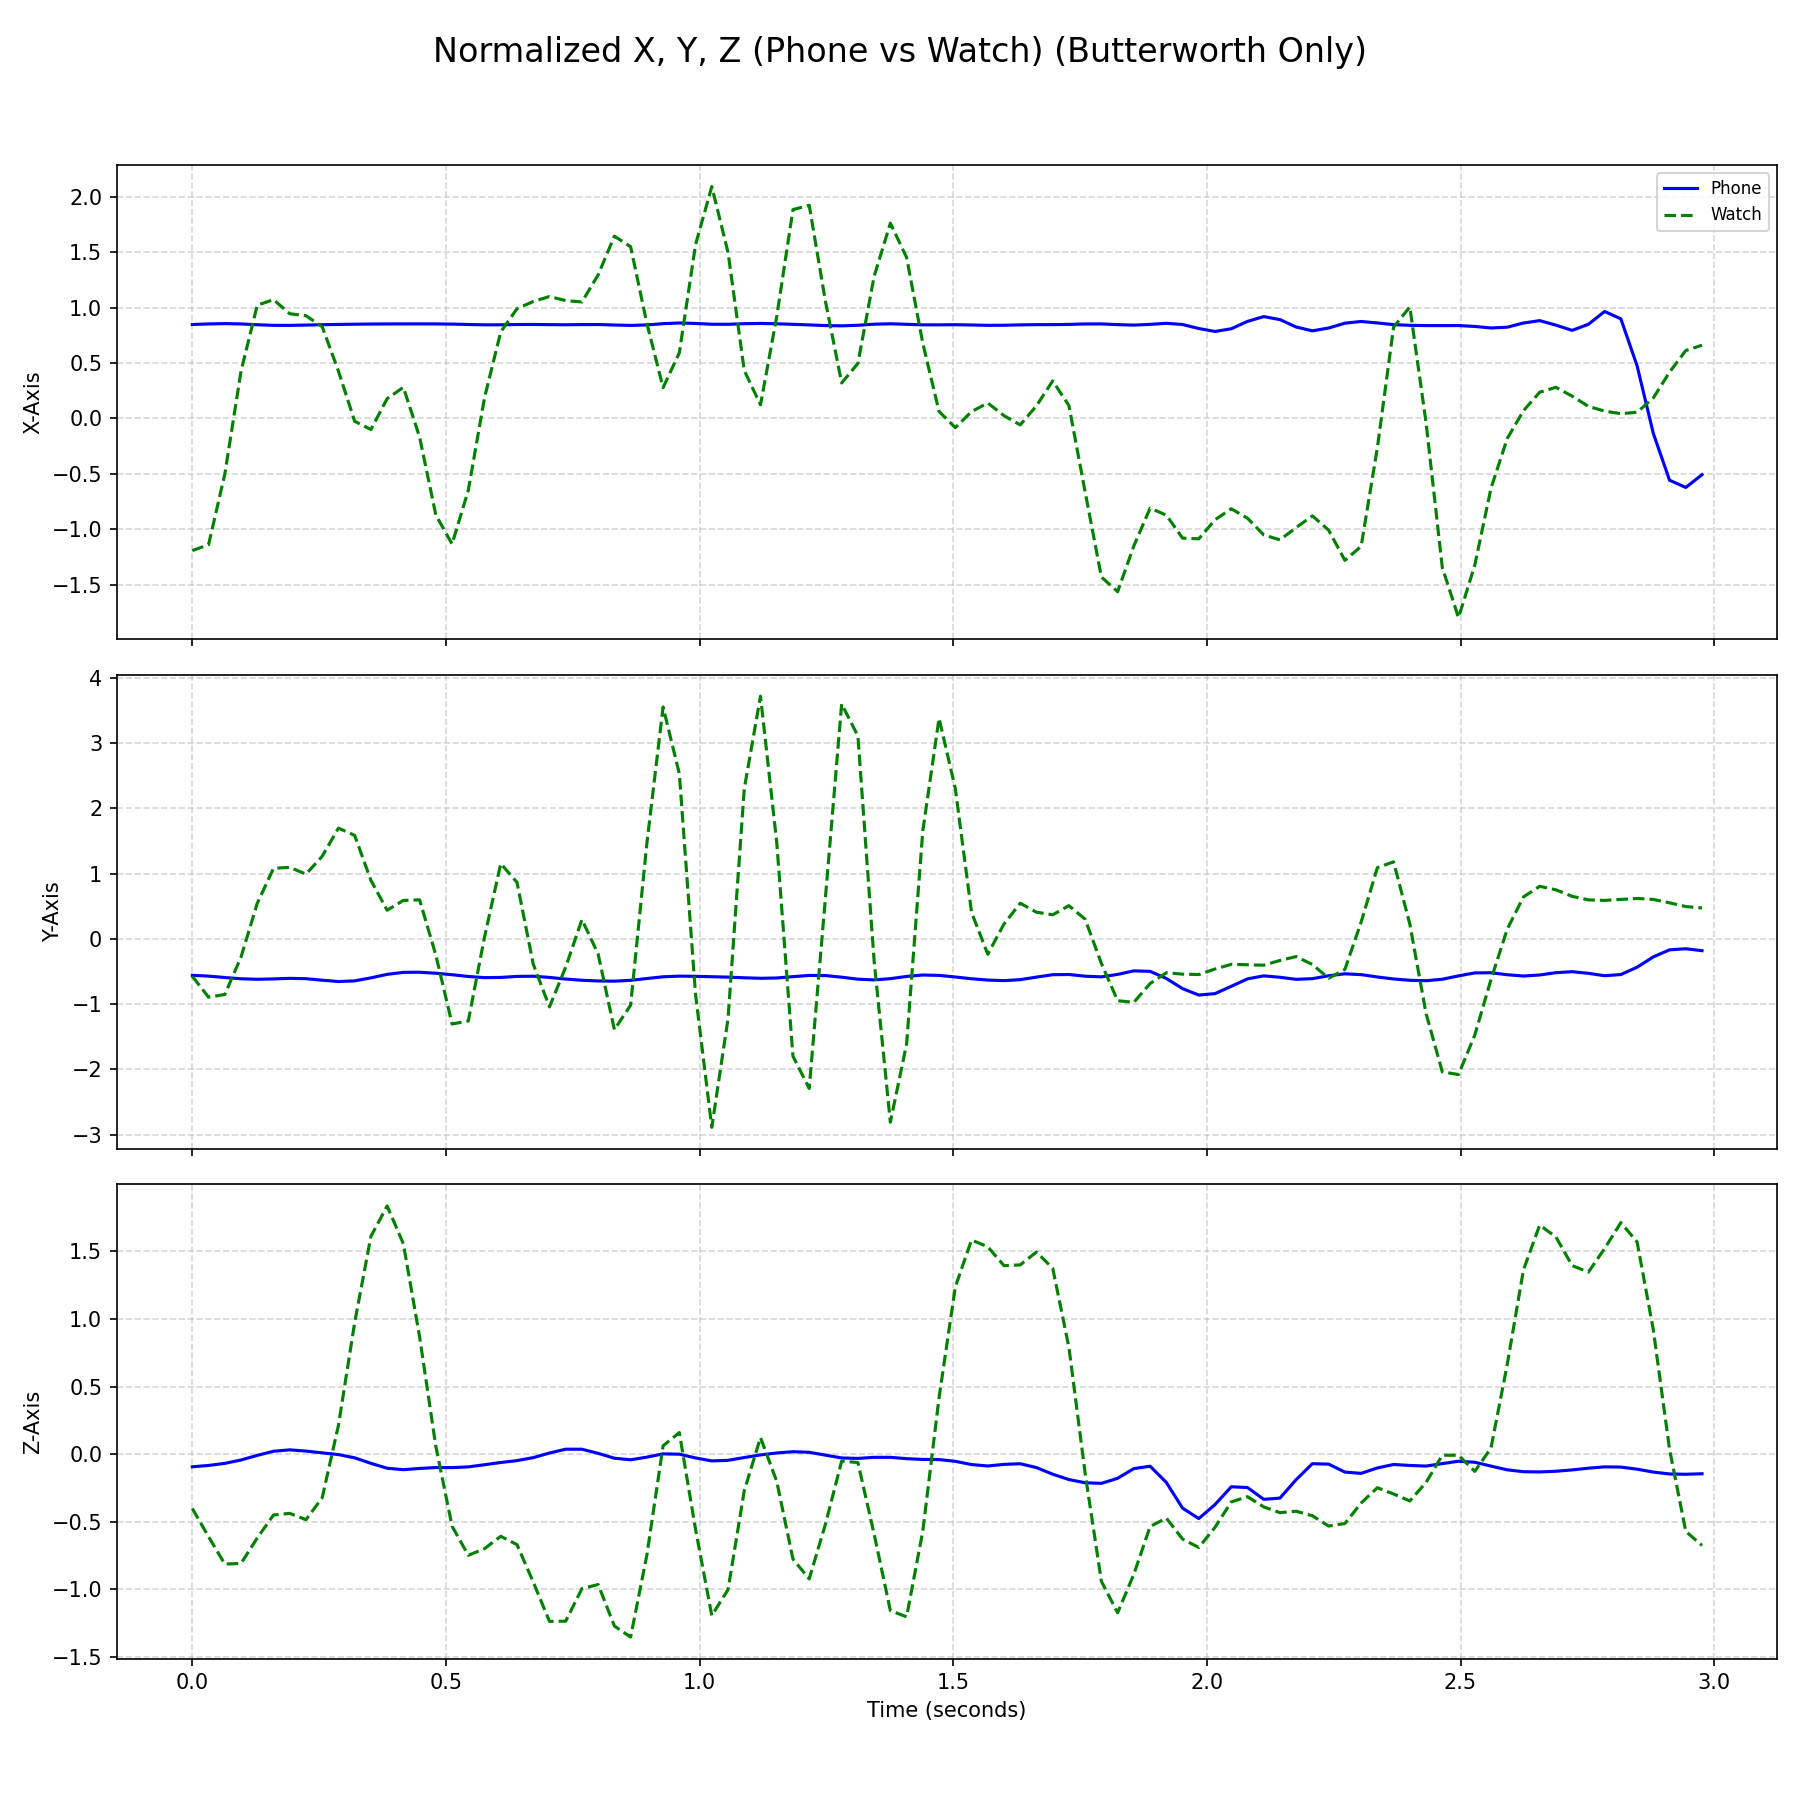 Normalized X, Y, Z (Phone vs Watch) (Butterworth Only)
Phone
Watch
2.0
1.5
1.0
0.5
0.0
−0.5
−1.0
−1.5
X-Axis
4
3
2
1
0
−1
−2
−3
Y-Axis
1.5
1.0
0.5
0.0
−0.5
−1.0
−1.5
Z-Axis
0.0 0.5 1.0 1.5 2.0 2.5 3.0
Time (seconds)